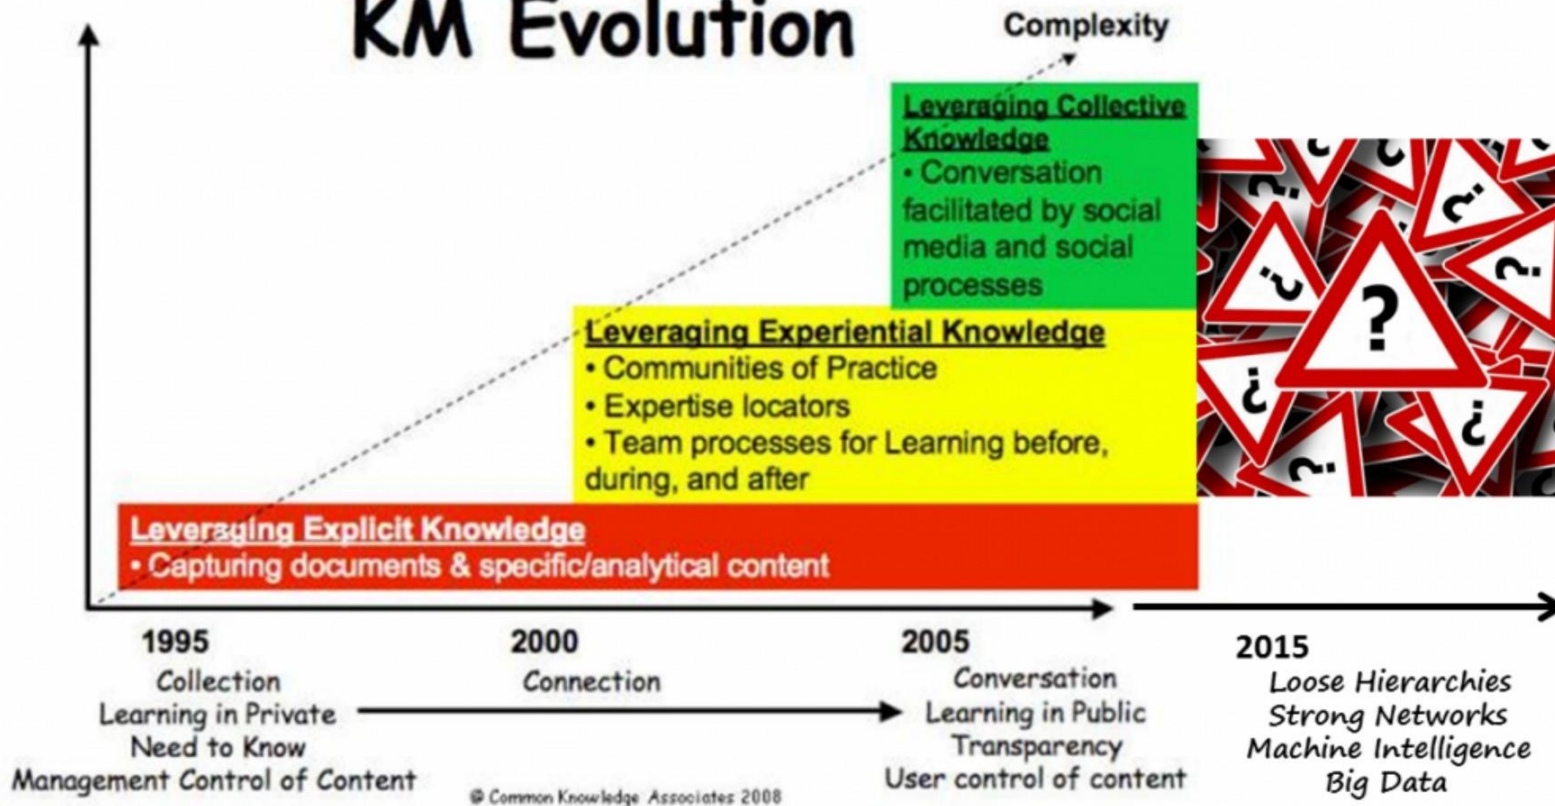 KM Evolution
Complexity
Leveraging Collective
Knowledge
• Conversation
facilitated by social
media and social
processes
Leveraging Experiential Knowledge
• Communities of Practice
• Expertise locators
• Team processes for Learning before,
during, and after
Leveraging Explicit Knowledge
• Capturing documents & specific/analytical content
?
?
?
?
?
?
?
?
?
?
1995
Collection
Learning in Private
Need to Know
Management Control of Content
2000
Connection
2005
Conversation
Learning in Public
Transparency
User control of content
2015
Loose Hierarchies
Strong Networks
Machine Intelligence
Big Data
© Common Knowledge Associates 2008